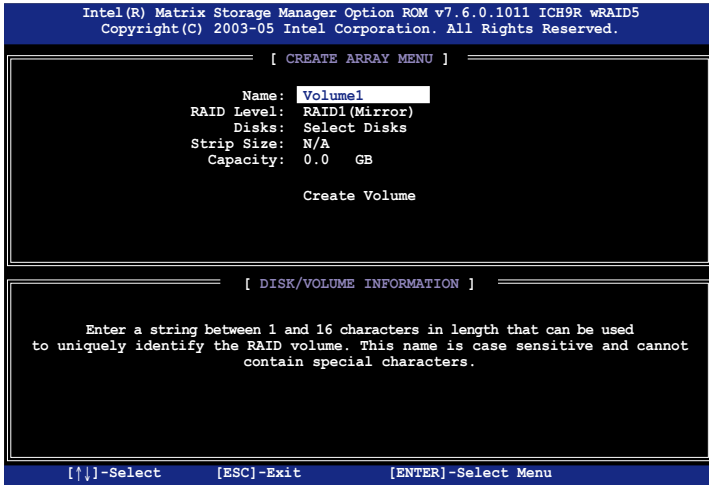 Intel(R) Matrix Storage Manager Option ROM v7.6.0.1011 ICH9R wRAID5
Copyright(C) 2003-05 Intel Corporation. All Rights Reserved.
[ CREATE ARRAY MENU ]
Name: Volume1
RAID Level: RAID1(Mirror)
Disks: Select Disks
Strip Size: N/A
Capacity: 0.0 GB
Create Volume
[ DISK/VOLUME INFORMATION ]
Enter a string between 1 and 16 characters in length that can be used
to uniquely identify the RAID volume. This name is case sensitive and cannot
contain special characters.
[↑↓]-Select [ESC]-Exit [ENTER]-Select Menu